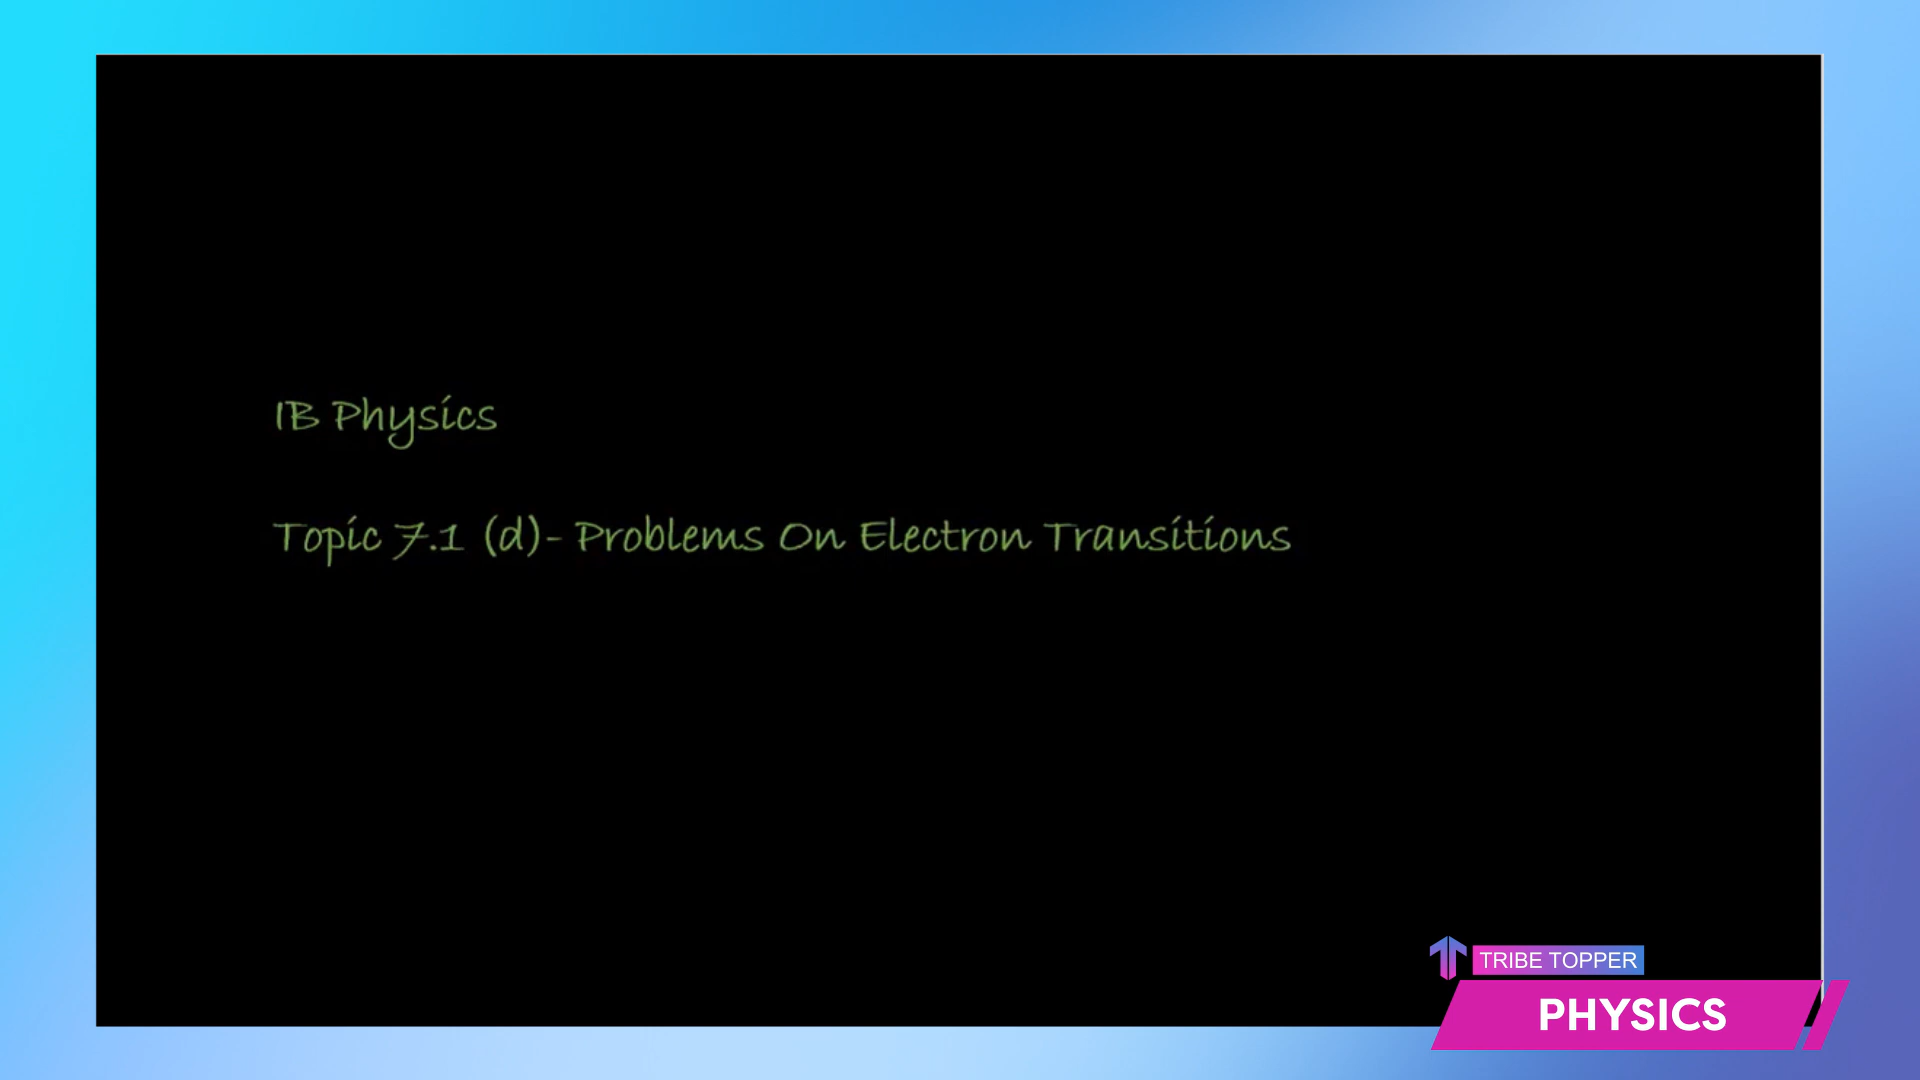 IB Physics
Topic 7.1 (d)- Problems On Electron Transitions
TRIBE TOPPER
PHYSICS